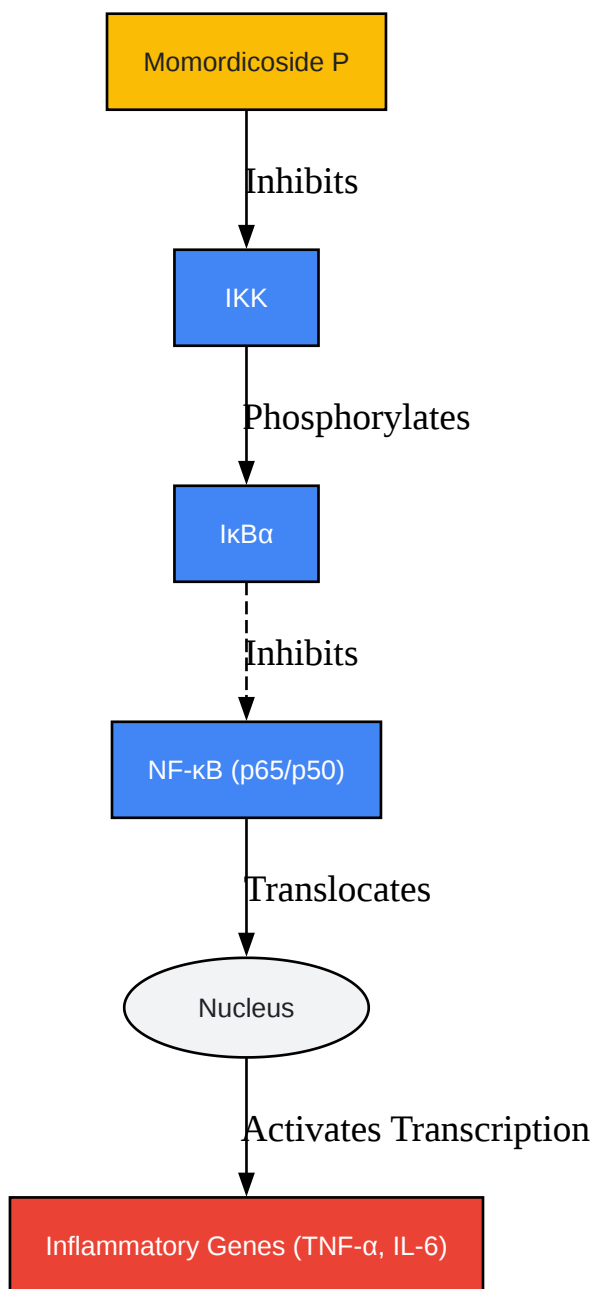 Momordicoside P
Inhibits
IKK
Phosphorylates
IκBα
Inhibits
NF-κB (p65/p50)
Translocates
Nucleus
Activates Transcription
Inflammatory Genes (TNF-α, IL-6)